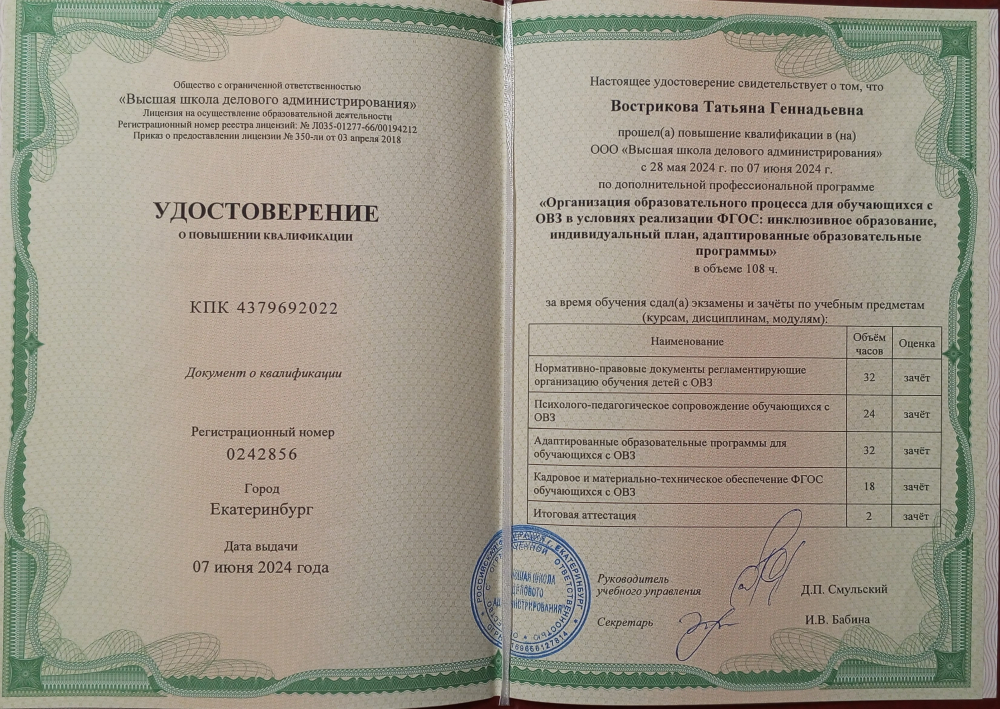 Общество с ограниченной ответственностью
«Высшая школа делового администрирования»
Лицензия на осуществление образовательной деятельности
Регистрационный номер реестра лицензий: № Л035-01277-66/00194212
Приказ о предоставлении лицензии № 350-ли от 03 апреля 2018
УДОСТОВЕРЕНИЕ
О ПОВЫШЕНИИ КВАЛИФИКАЦИИ
КПК 4379692022
Документ о квалификации
Регистрационный номер
0242856
Город
Екатеринбург
Дата выдачи
07 июня 2024 года
Настоящее удостоверение свидетельствует о том, что
Вострикова Татьяна Геннадьевна
прошел(а) повышение квалификации в (на)
ООО «Высшая школа делового администрирования»
с 28 мая 2024 г. по 07 июня 2024 г.
по дополнительной профессиональной программе
«Организация образовательного процесса для обучающихся с
ОВЗ в условиях реализации ФГОС: инклюзивное образование,
индивидуальный план, адаптированные образовательные
программы»
в объеме 108 ч.
за время обучения сдал(а) экзамены и зачёты по учебным предметам
(курсам, дисциплинам, модулям):
Наименование Объём часов Оценка
Нормативно-правовые документы регламентирующие
организацию обучения детей с ОВЗ 32 зачёт
Психолого-педагогическое сопровождение обучающихся с
ОВЗ 24 зачёт
Адаптированные образовательные программы для
обучающихся с ОВЗ 32 зачёт
Кадровое и материально-техническое обеспечение ФГОС
обучающихся с ОВЗ 18 зачёт
Итоговая аттестация 2 зачёт
Руководитель
учебного управления Д.П. Смульский
Секретарь И.В. Бабина
ШКОЛА
ДЕЛОВОГО